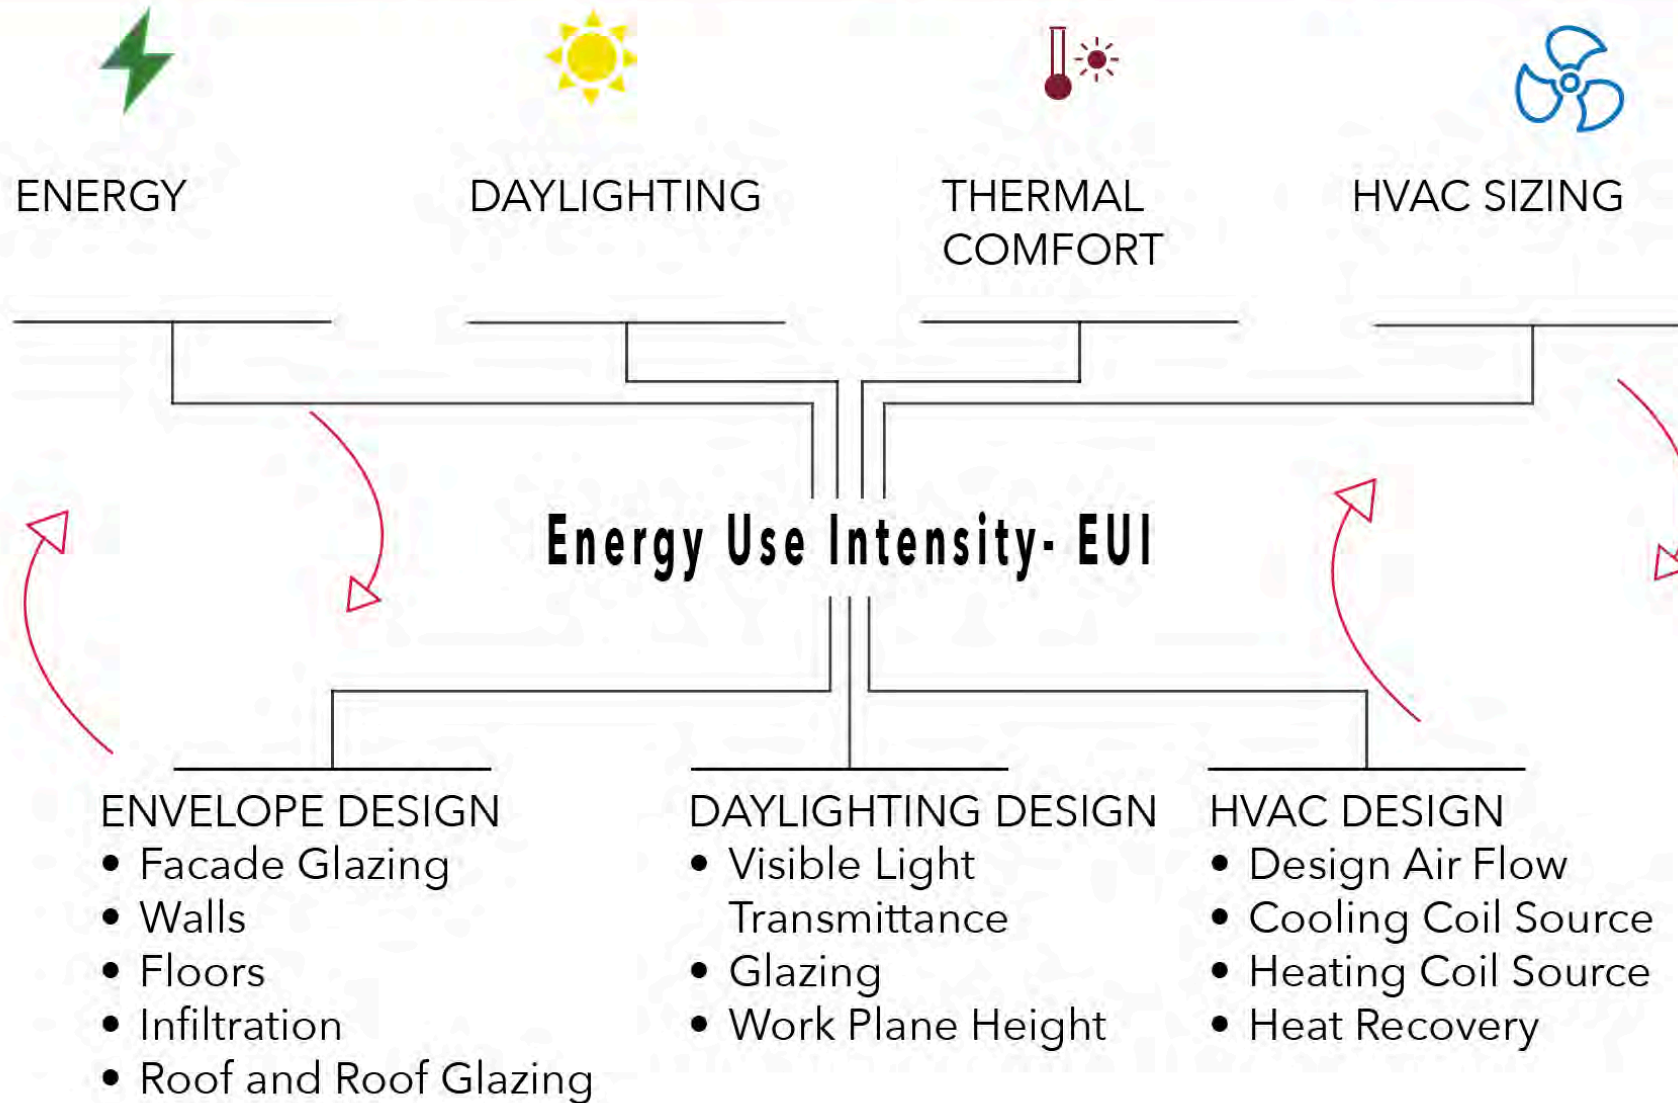 ENERGY
DAYLIGHTING
THERMAL
COMFORT
HVAC SIZING
Energy Use Intensity- EUI
ENVELOPE DESIGN
• Facade Glazing
• Walls
• Floors
• Infiltration
• Roof and Roof Glazing
DAYLIGHTING DESIGN
• Visible Light
Transmittance
• Glazing
• Work Plane Height
HVAC DESIGN
• Design Air Flow
• Cooling Coil Source
• Heating Coil Source
• Heat Recovery